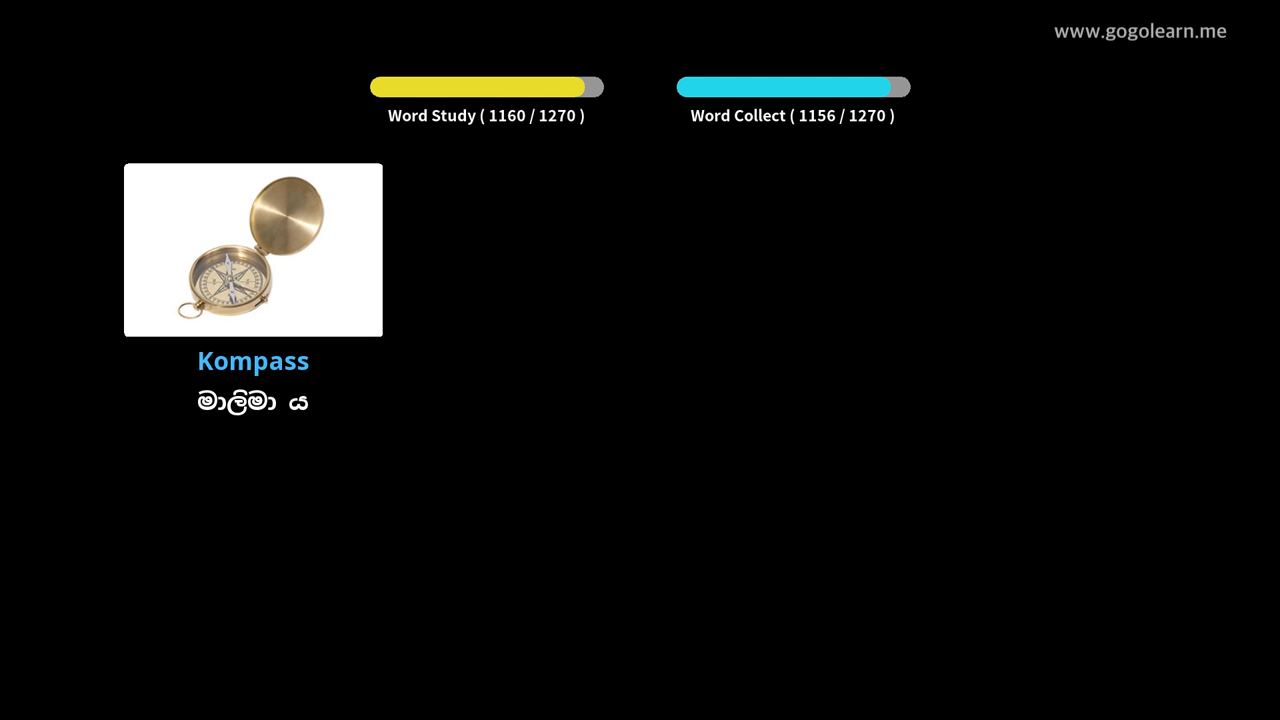 www.gogolearn.me
Word Study ( 1160 / 1270 )
Word Collect ( 1156 / 1270 )
Kompass
මාලිමා ය